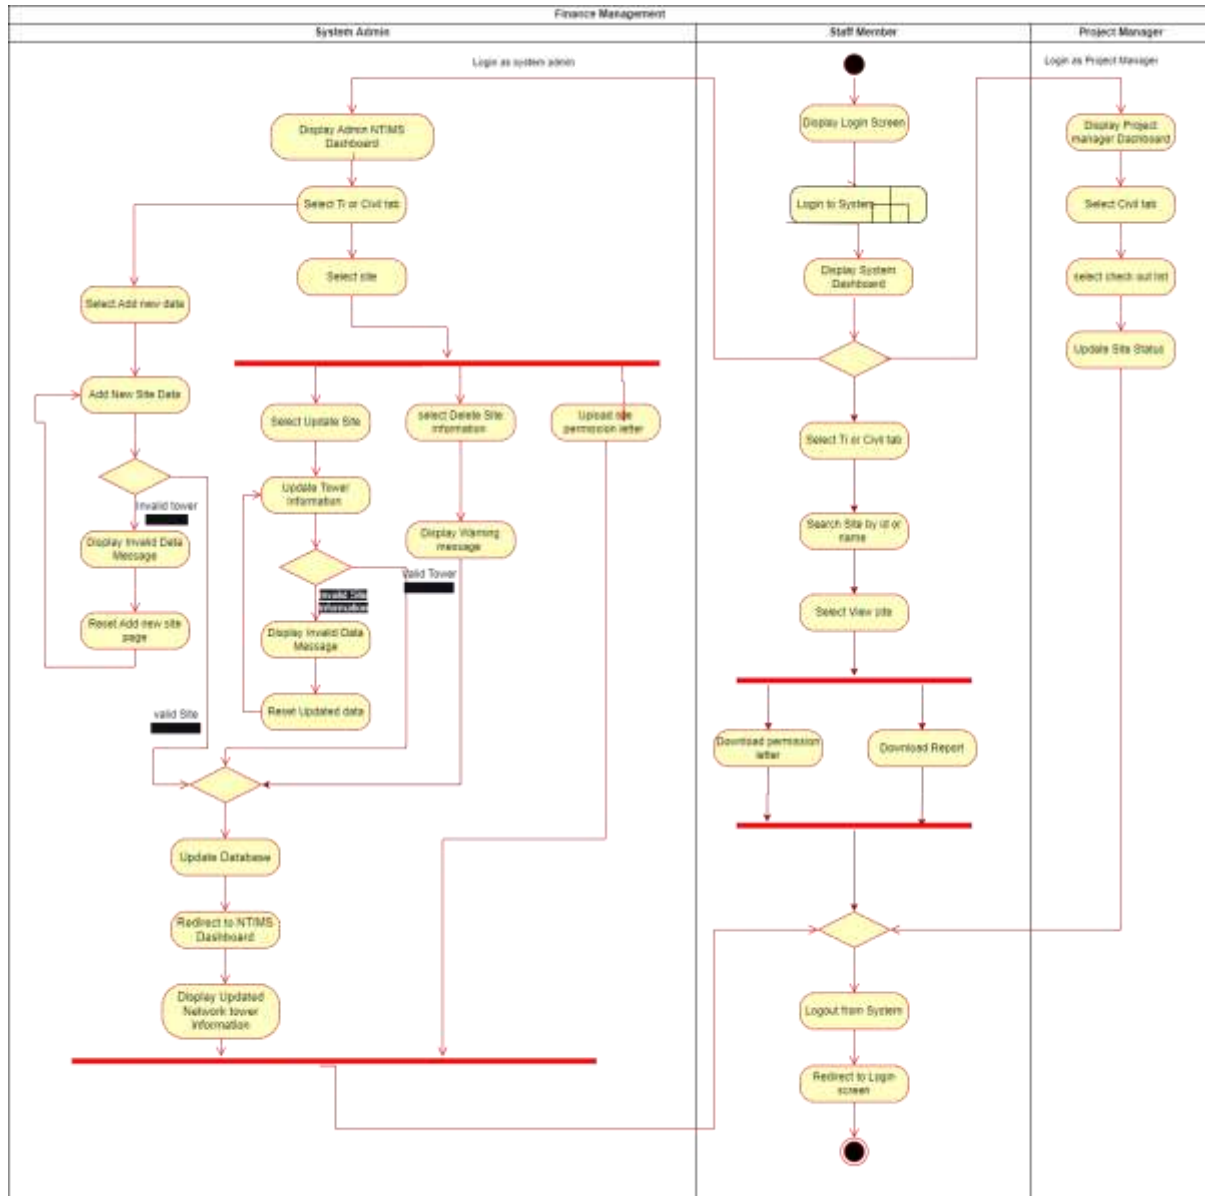 Finance Management
System Admin
Staff Member
Project Manager
Login as system admin
Login as Project Manager
Display Admin NTIMS
Dashboard
Select Ti or Civil tab
Select site
Select Add new data
Add New Site Data
Invalid tower
Display Invalid Data
Message
Reset Add new site
page
valid Site
Select Update Site
Update Tower
Information
Invalid Site
information
Valid Tower
Display Invalid Data
Message
Reset Updated data
select Delete Site
information
Display Warning
message
Upload site
permission letter
Update Database
Redirect to NTIMS
Dashboard
Display Updated
Network tower
information
Display Login Screen
Login to System
Display System
Dashboard
Select Ti or Civil tab
Search Site by id or
name
Select View site
Download permission
letter
Download Report
Logout from System
Redirect to Login
screen
Display Project
manager Dashboard
Select Civil tab
select check out list
Update Site Status